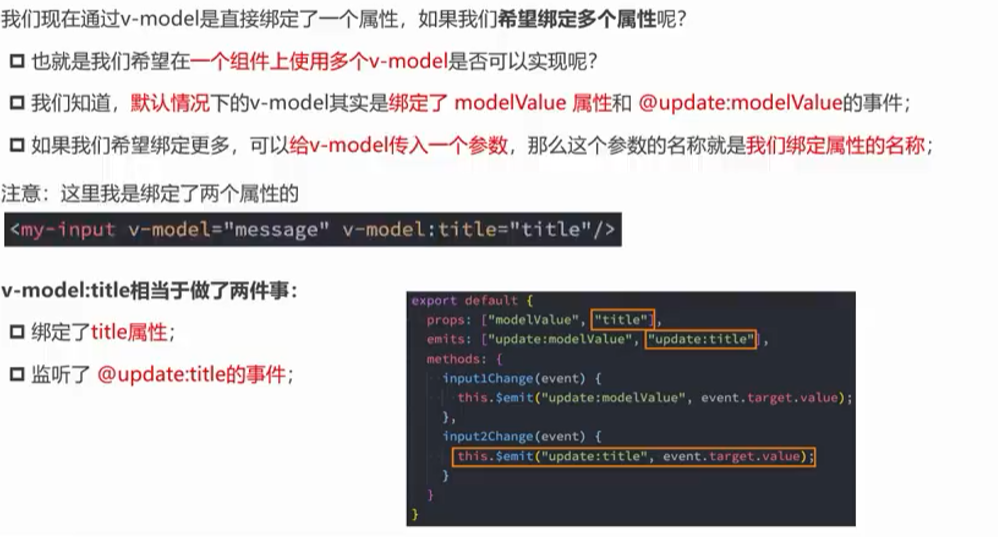 我们现在通过v-model是直接绑定了一个属性，如果我们希望绑定多个属性呢？
也就是我们希望在一个组件上使用多个v-model是否可以实现呢？
我们知道，默认情况下的v-model其实是绑定了 modelValue 属性和 @update:modelValue的事件；
如果我们希望绑定更多，可以给v-model传入一个参数，那么这个参数的名称就是我们绑定属性的名称；
注意：这里我是绑定了两个属性的
<my-input v-model="message" v-model:title="title"/>
v-model:title相当于做了两件事：
绑定了title属性；
监听了 @update:title的事件；
export default {
props: ["modelValue", "title"],
emits: ["update:modelValue", "update:title"],
methods: {
input1Change(event) {
this.$emit("update:modelValue", event.target.value);
},
input2Change(event) {
this.$emit("update:title", event.target.value);
}
}
}